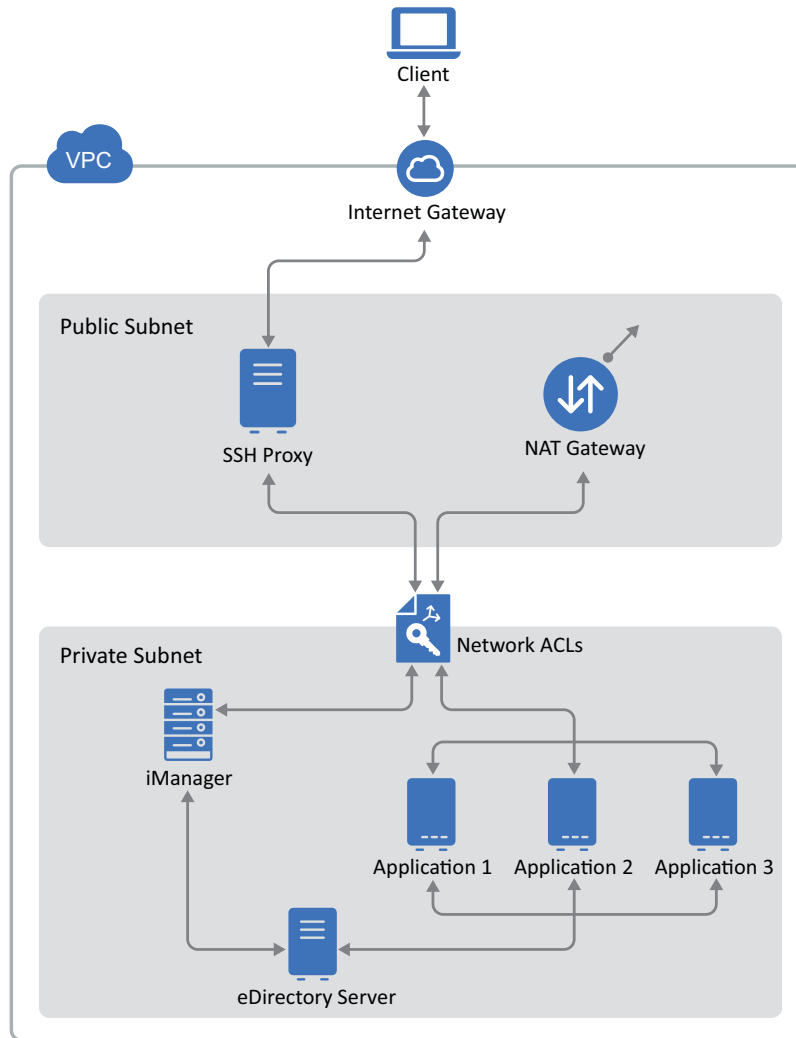 Client
VPC
Internet Gateway
Public Subnet
SSH Proxy
NAT Gateway
Network ACLs
Private Subnet
iManager
Application 1
Application 2
Application 3
eDirectory Server